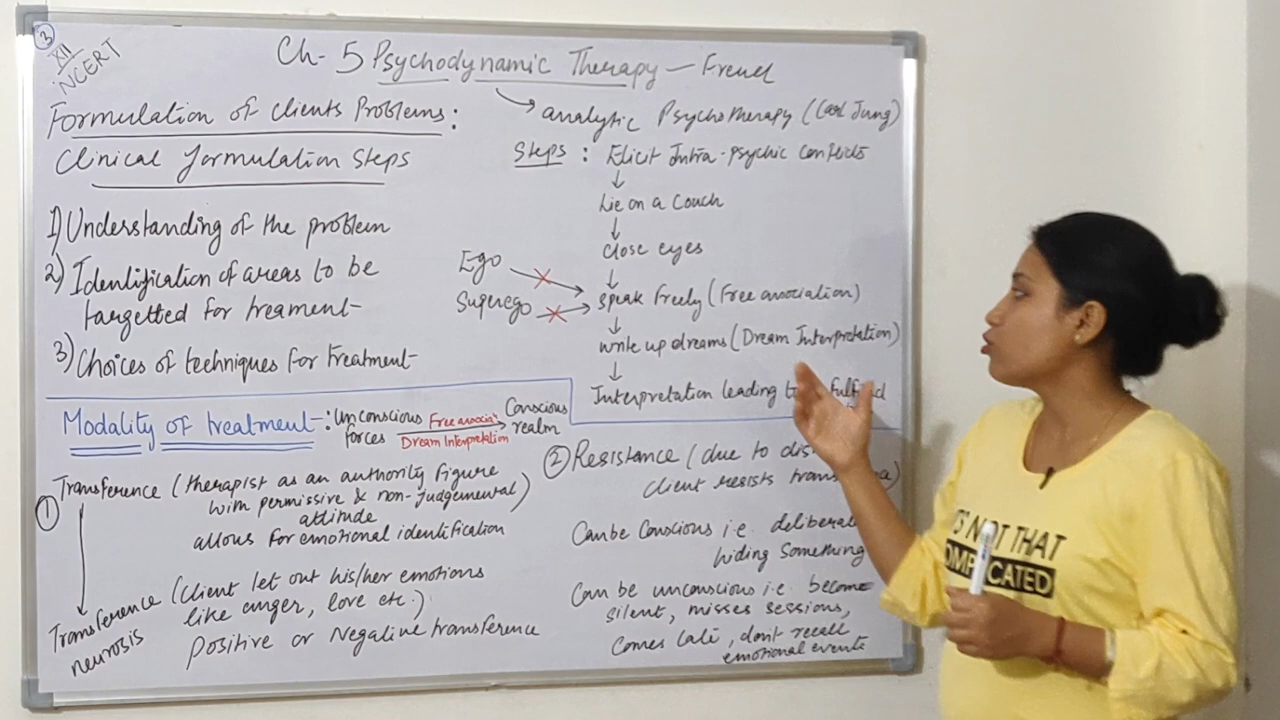 3
XII
NCERT
Ch- 5 Psychodynamic Therapy – Freud
→ analytic Psychotherapy (Carl Jung)
Formulation of clients Problems:
Clinical formulation Steps
1) Understanding of the problem
2) Identification of areas to be
targetted for treament
3) Choices of techniques for treatment
Steps : Elicit Intra-psychic conflicts
↓
Lie on a couch
↓
Close eyes
↓
Ego
Superego
Speak freely (Free association)
↓
write up dreams (Dream Interpretation)
↓
Interpretation leading
Modality of treatment :
unconscious forces
Free associa
Dream Interpretation
Conscious realm
1 Transference (therapist as an authority figure
with permissive & non-judgemental)
attitude
allows for emotional identification
Transference neurosis
(Client let out his/her emotions
like anger, love etc.)
Positive or Negative transference
2 Resistance (due to
client resists
Can be Conscious i.e.
hiding something
Can be unconscious i.e. become
silent, misses sessions,
Comes late, don't recall
emotional events
NOT THAT